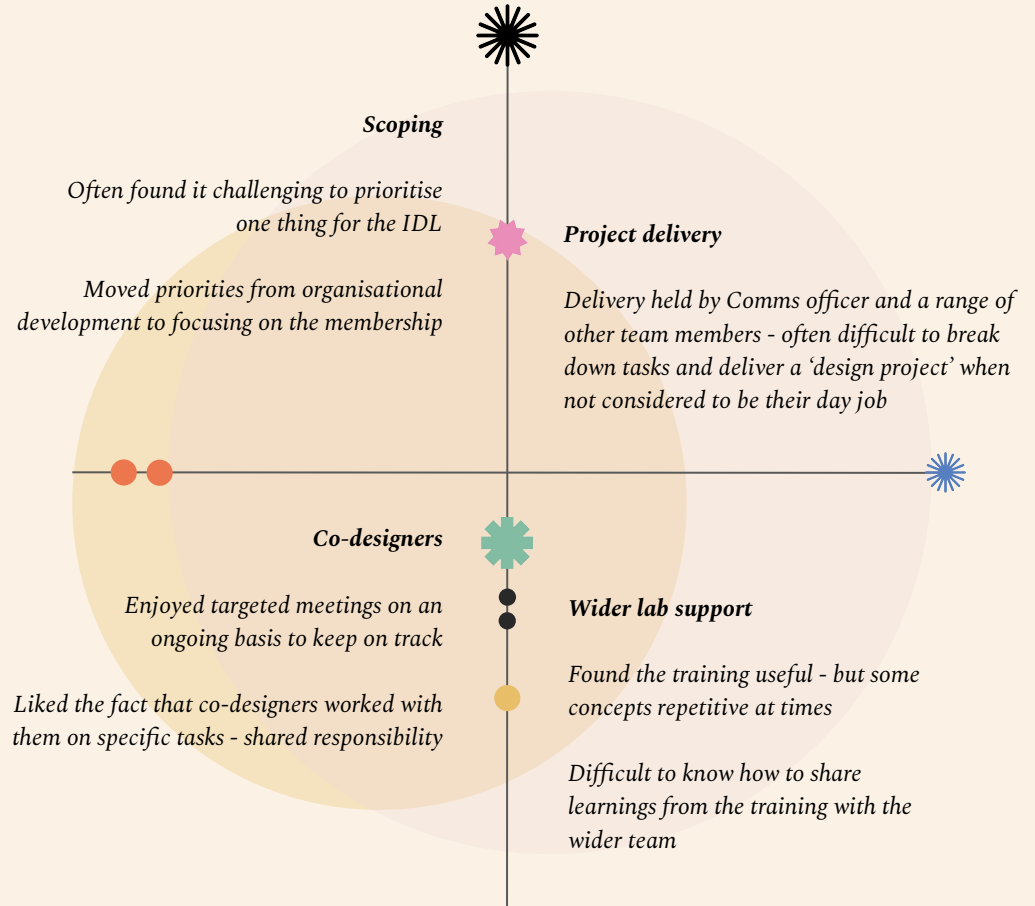 Scoping
Often found it challenging to prioritise
one thing for the IDL
Moved priorities from organisational
development to focusing on the membership
Project delivery
Delivery held by Comms officer and a range of
other team members - often difficult to break
down tasks and deliver a ‘design project’ when
not considered to be their day job
Co-designers
Enjoyed targeted meetings on an
ongoing basis to keep on track
Liked the fact that co-designers worked with
them on specific tasks - shared responsibility
Wider lab support
Found the training useful - but some
concepts repetitive at times
Difficult to know how to share
learnings from the training with the
wider team